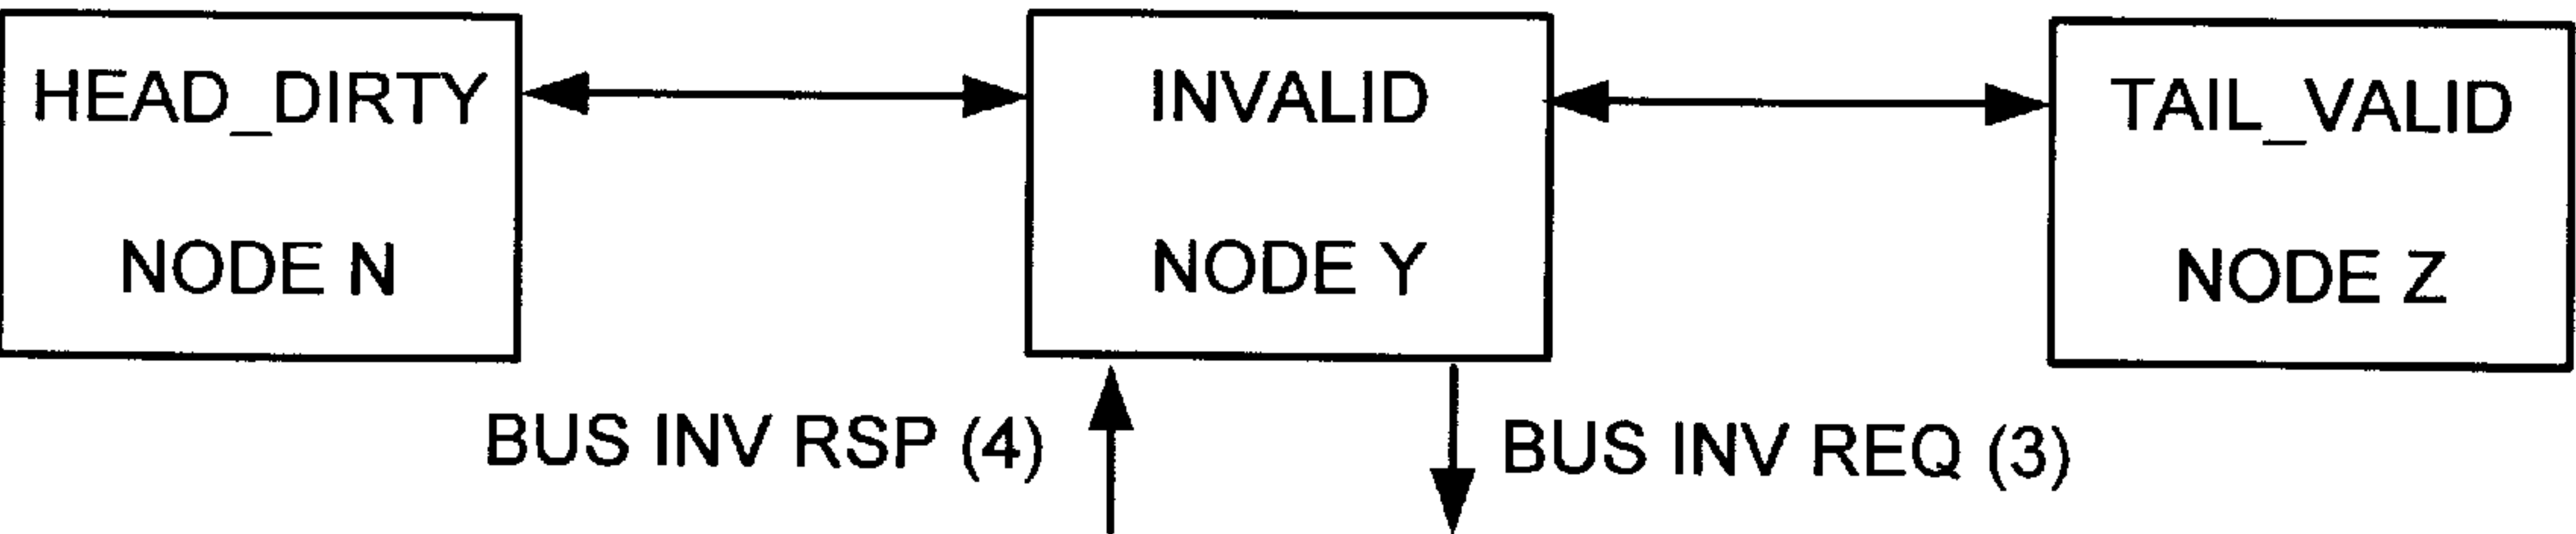 HEAD_DIRTY
NODE N
INVALID
NODE Y
TAIL_VALID
NODE Z
BUS INV RSP (4)
BUS INV REQ (3)